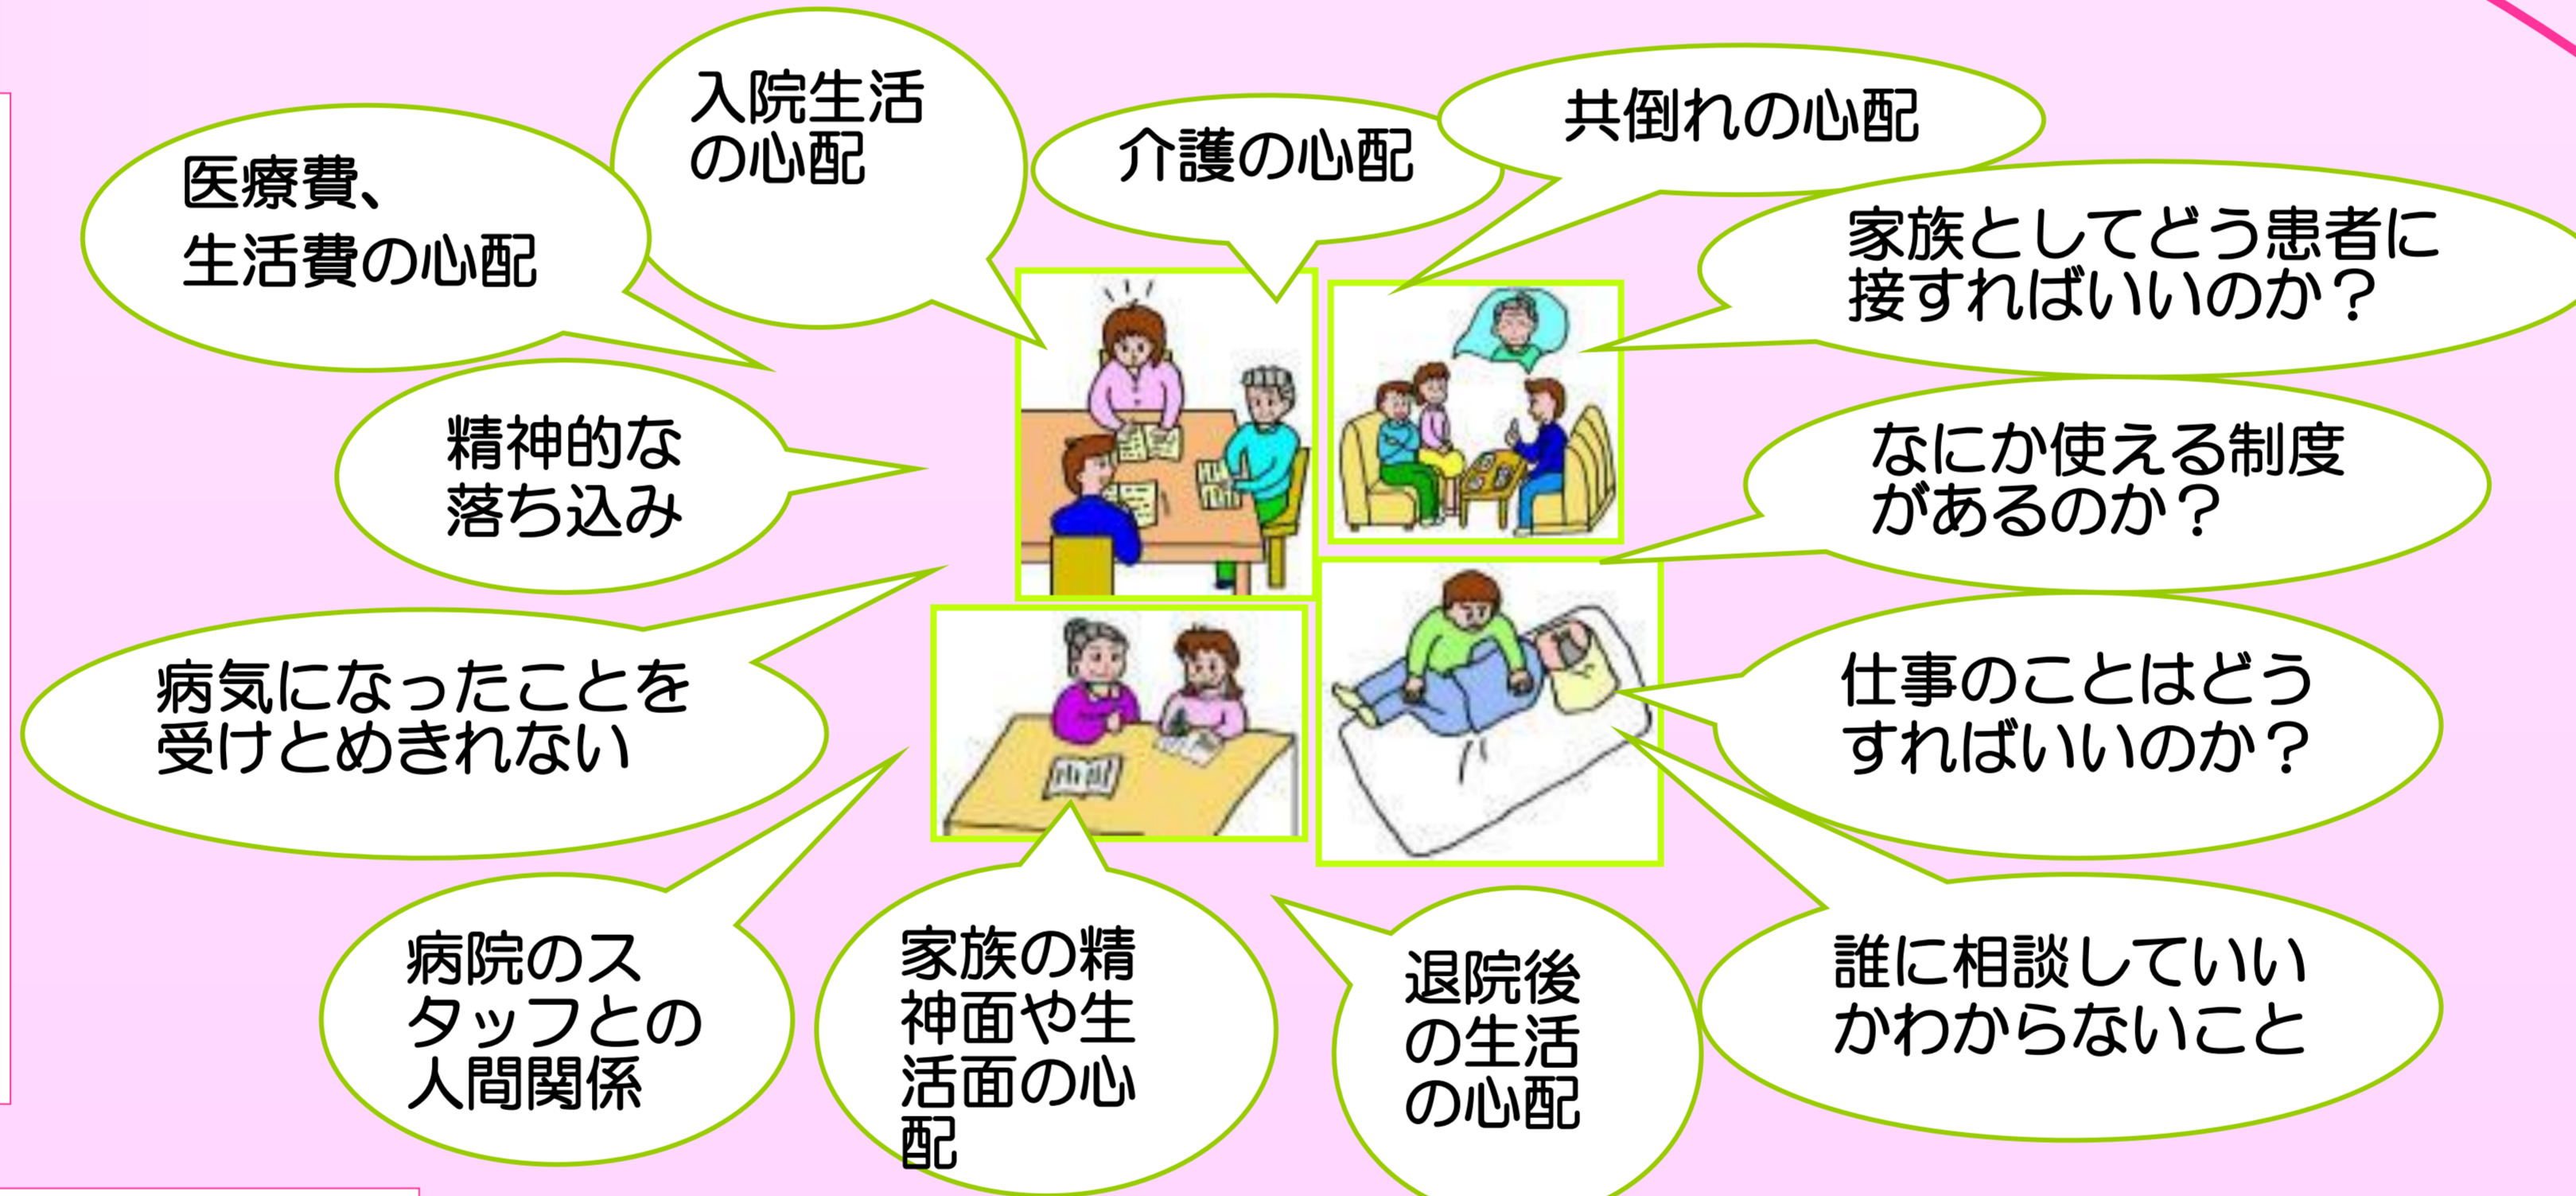 入院生活
の心配
介護の心配
共倒れの心配
医療費、
生活費の心配
家族としてどう患者に
接すればいいのか？
精神的な
落ち込み
なにか使える制度
があるのか？
病気になったことを
受けとめきれない
仕事のことはどう
すればいいのか？
病院のス
タッフとの
人間関係
家族の精
神面や生
活面の心
配
退院後
の生活
の心配
誰に相談していい
かわからないこと